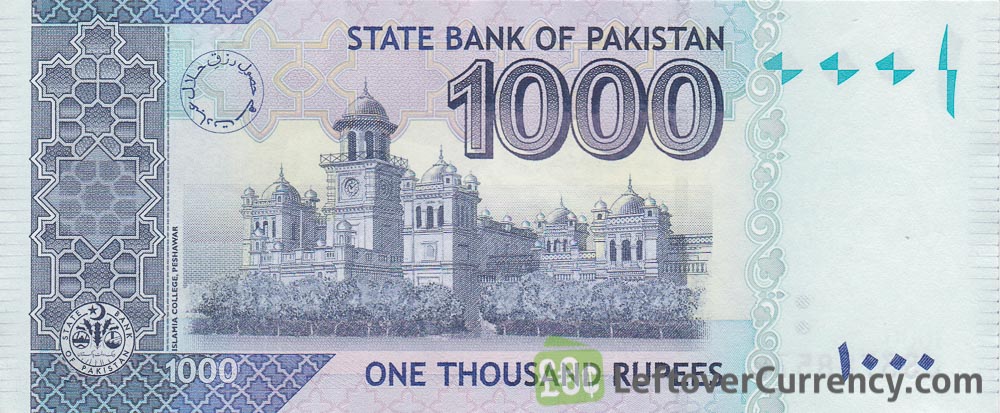 STATE BANK OF PAKISTAN
1000
حصول رزق حلال عبادت ہے
ISLAMIA COLLEGE, PESHAWAR
STATE BANK OF PAKISTAN
1000
ONE THOUSAND RUPEES
۱۰۰۰
LeftoverCurrency.com